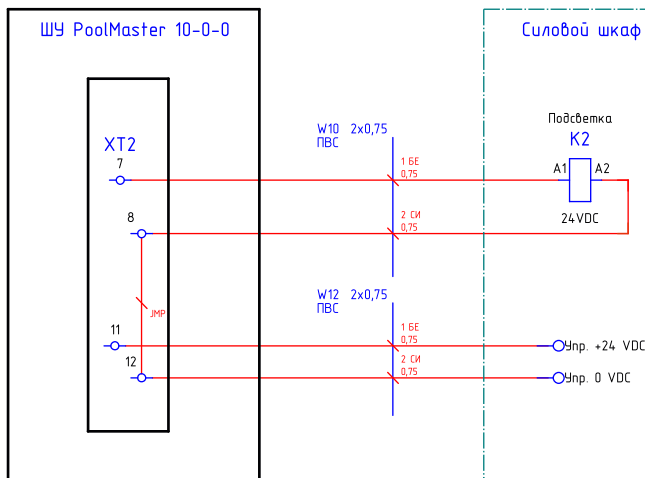 ШУ PoolMaster 10-0-0
Силовой шкаф
XT2
7
W10 2x0,75
ПВС
1 БЕ
0,75
Подсветка
K2
A1
A2
24VDC
8
2 СИ
0,75
JMP
W12 2x0,75
ПВС
11
1 БЕ
0,75
Упр. +24 VDC
12
2 СИ
0,75
Упр. 0 VDC